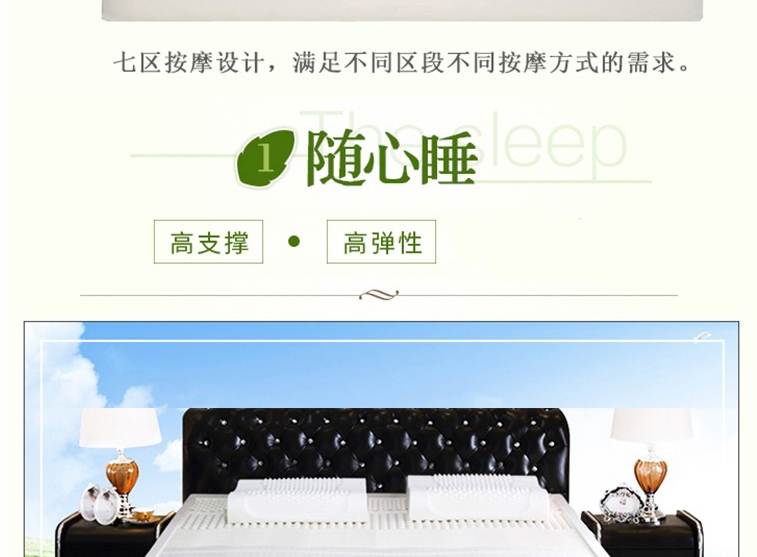 七区按摩设计，满足不同区段不同按摩方式的需求。
The sleep
1 随心睡
高支撑 • 高弹性